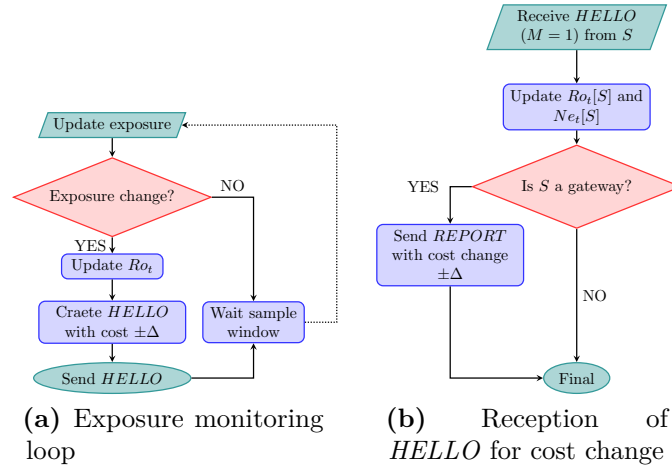 Update exposure
Exposure change?
NO
YES
Update Ro_t
Craete HELLO
with cost ±Δ
Wait sample
window
Send HELLO
(a) Exposure monitoring
loop
Receive HELLO
(M = 1) from S
Update Ro_t[S] and
Ne_t[S]
Is S a gateway?
YES
Send REPORT
with cost change
±Δ
NO
Final
(b) Reception of
HELLO for cost change